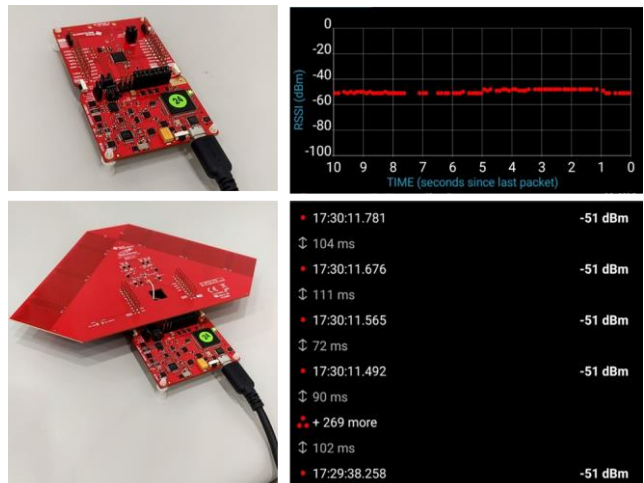 24
0
-20
-40
-60
-80
-100
RSSI (dBm)
10 9 8 7 6 5 4 3 2 1 0
TIME (seconds since last packet)
24
17:30:11.781 -51 dBm
104 ms
17:30:11.676 -51 dBm
111 ms
17:30:11.565 -51 dBm
72 ms
17:30:11.492 -51 dBm
90 ms
+ 269 more
102 ms
17:29:38.258 -51 dBm